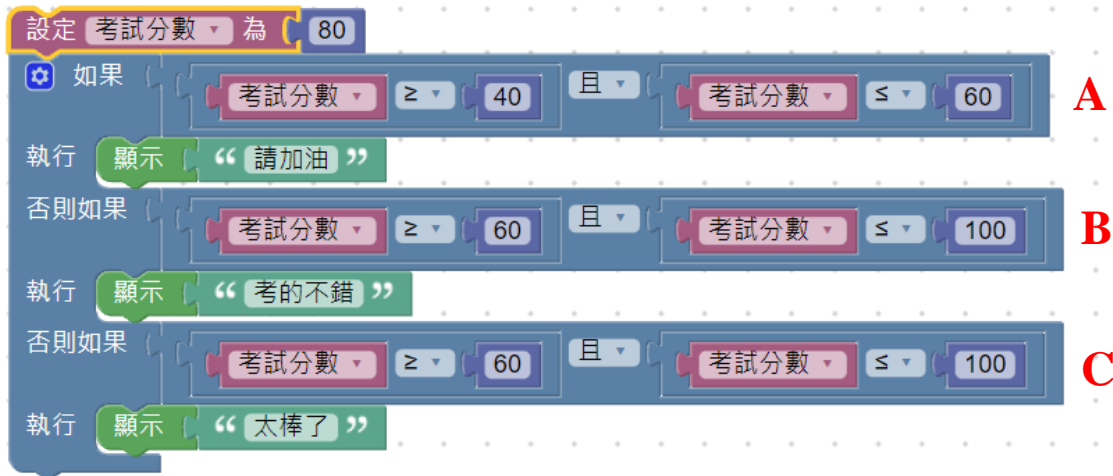 設定 考試分數 為 80
如果 考試分數 ≥ 40 且 考試分數 ≤ 60 A
執行 顯示 “ 請加油 ”
否則如果 考試分數 ≥ 60 且 考試分數 ≤ 100 B
執行 顯示 “ 考的不錯 ”
否則如果 考試分數 ≥ 60 且 考試分數 ≤ 100 C
執行 顯示 “ 太棒了 ”